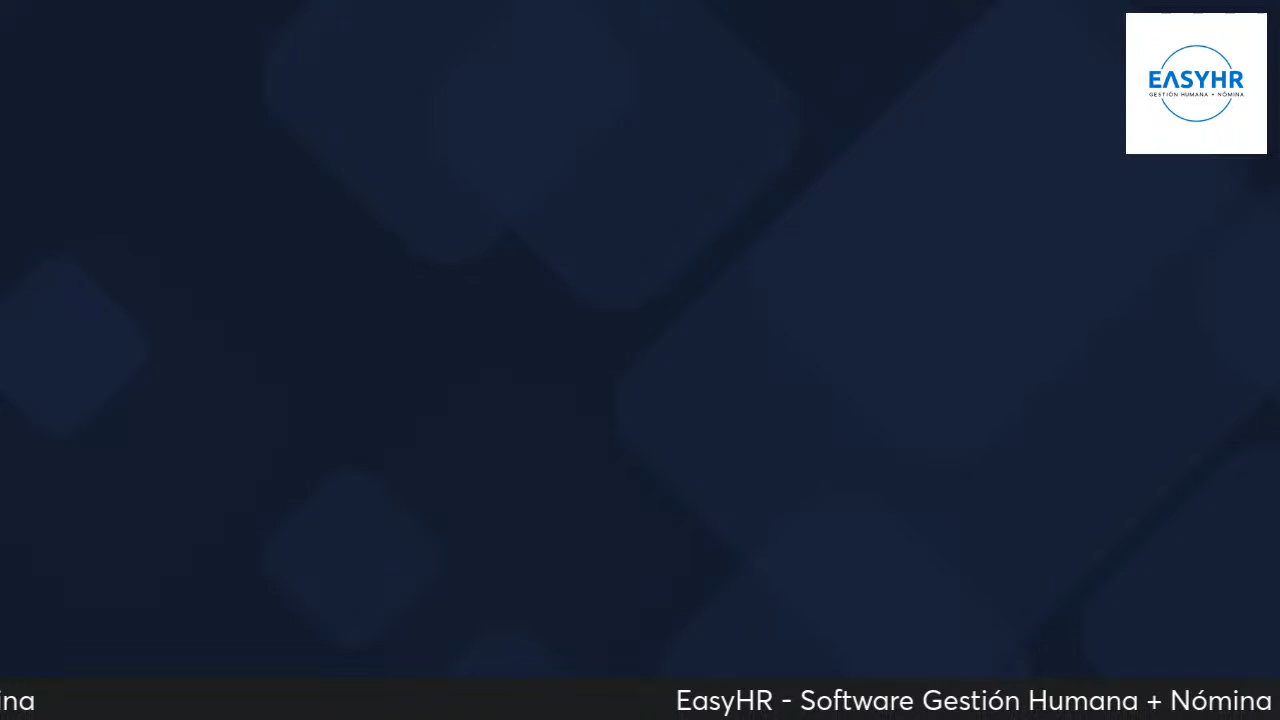 EASYHR
GESTIÓN HUMANA + NÓMINA
ina
EasyHR - Software Gestión Humana + Nómina